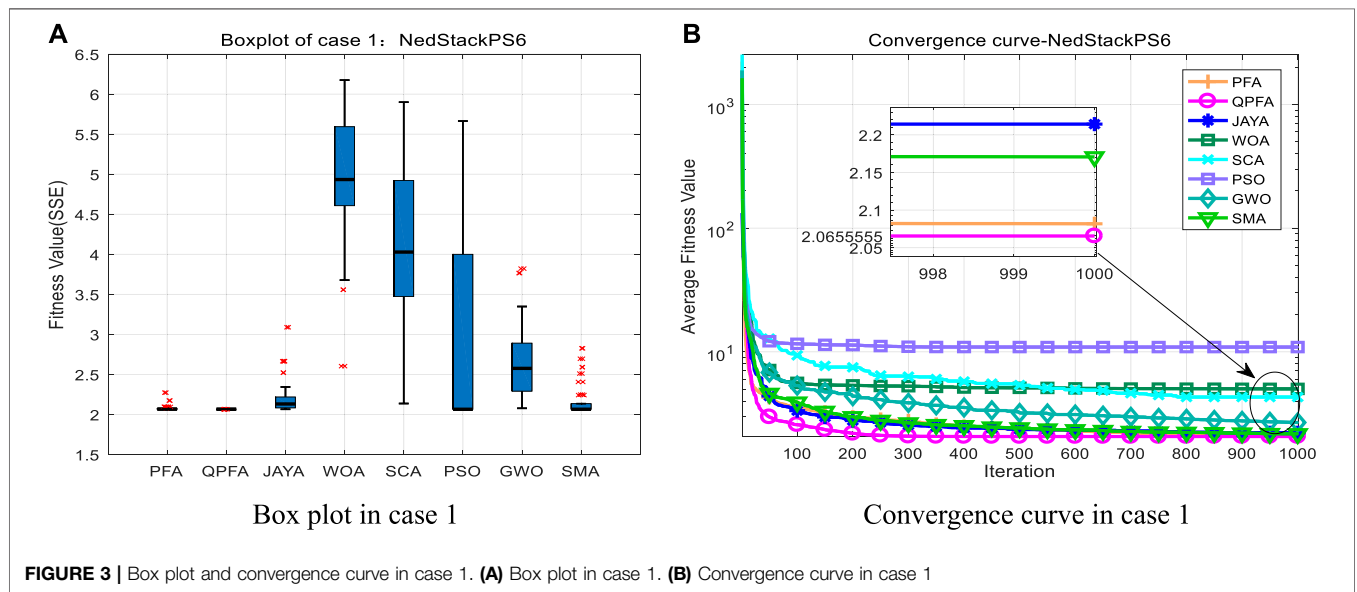 A
Boxplot of case 1：NedStackPS6
Fitness Value(SSE)
6.5
6
5.5
5
4.5
4
3.5
3
2.5
2
1.5
PFA QPFA JAYA WOA SCA PSO GWO SMA
Box plot in case 1
B
Convergence curve-NedStackPS6
Average Fitness Value
10³
10²
10¹
2.2
2.15
2.1
2.0655555
2.05
998 999 1000
PFA
QPFA
JAYA
WOA
SCA
PSO
GWO
SMA
100 200 300 400 500 600 700 800 900 1000
Iteration
Convergence curve in case 1
FIGURE 3 | Box plot and convergence curve in case 1. (A) Box plot in case 1. (B) Convergence curve in case 1